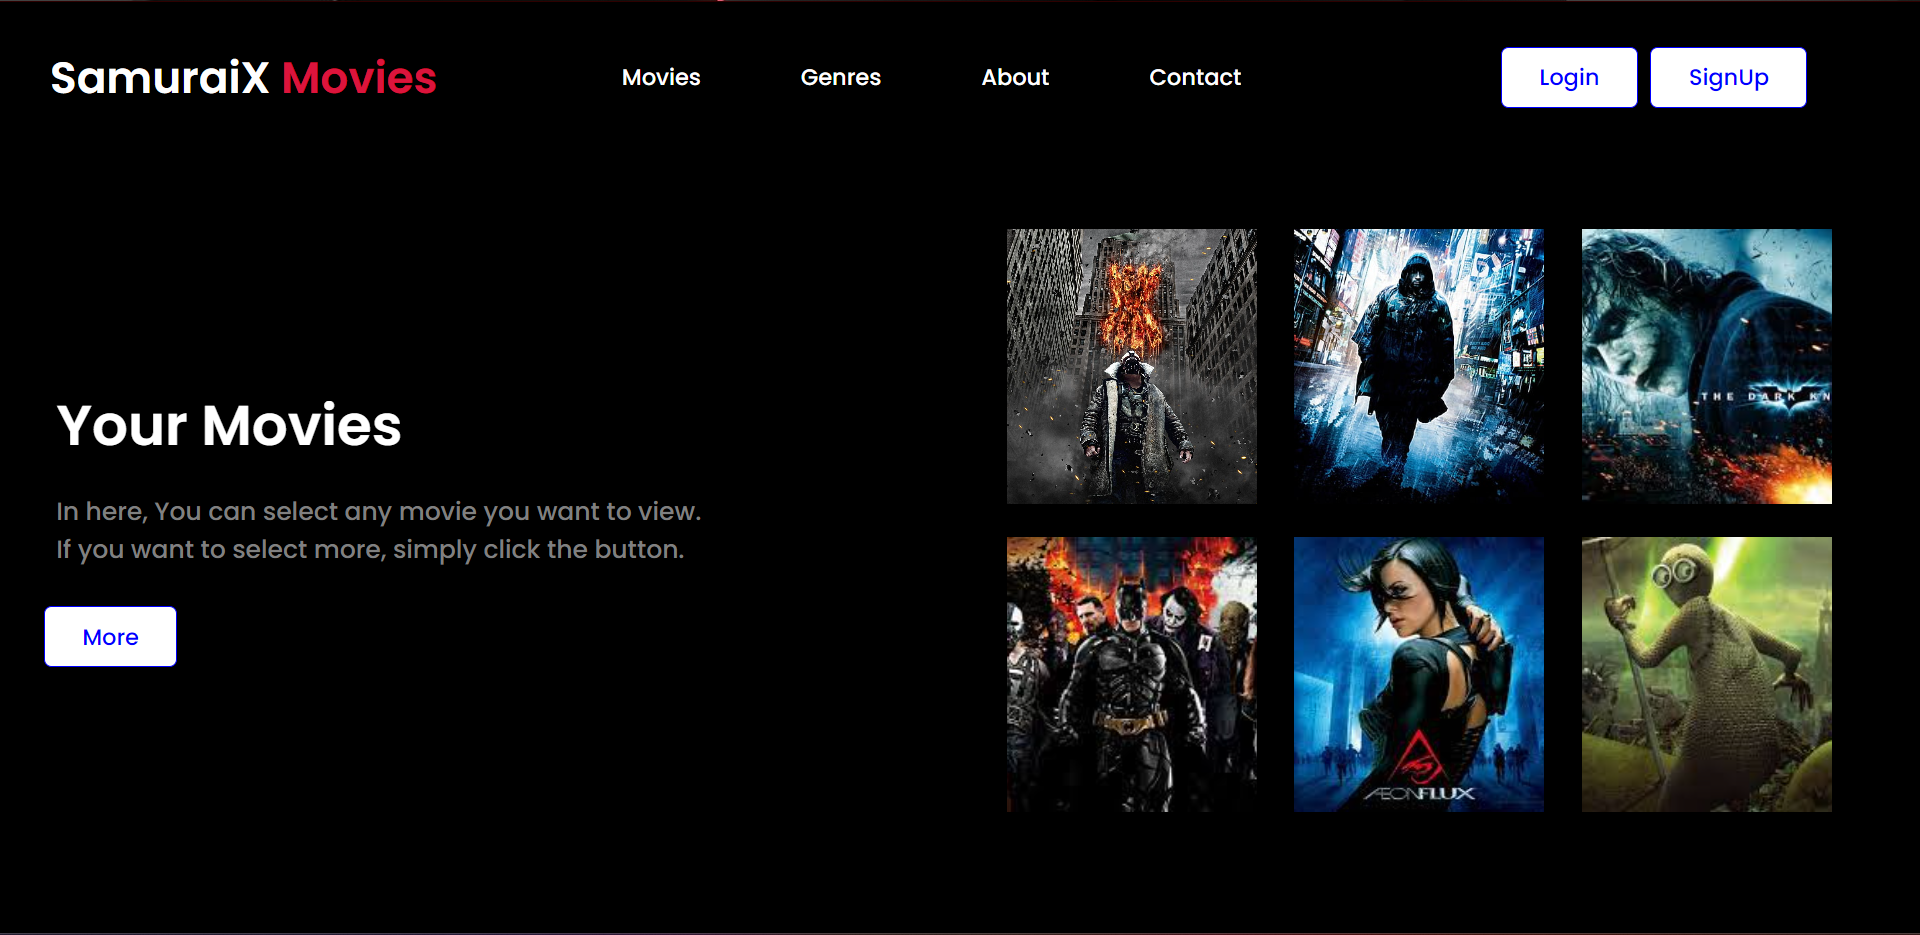 SamuraiX Movies
Movies
Genres
About
Contact
Login
SignUp
THE DARK KN
Your Movies
In here, You can select any movie you want to view.
If you want to select more, simply click the button.
More
ÆONFLUX